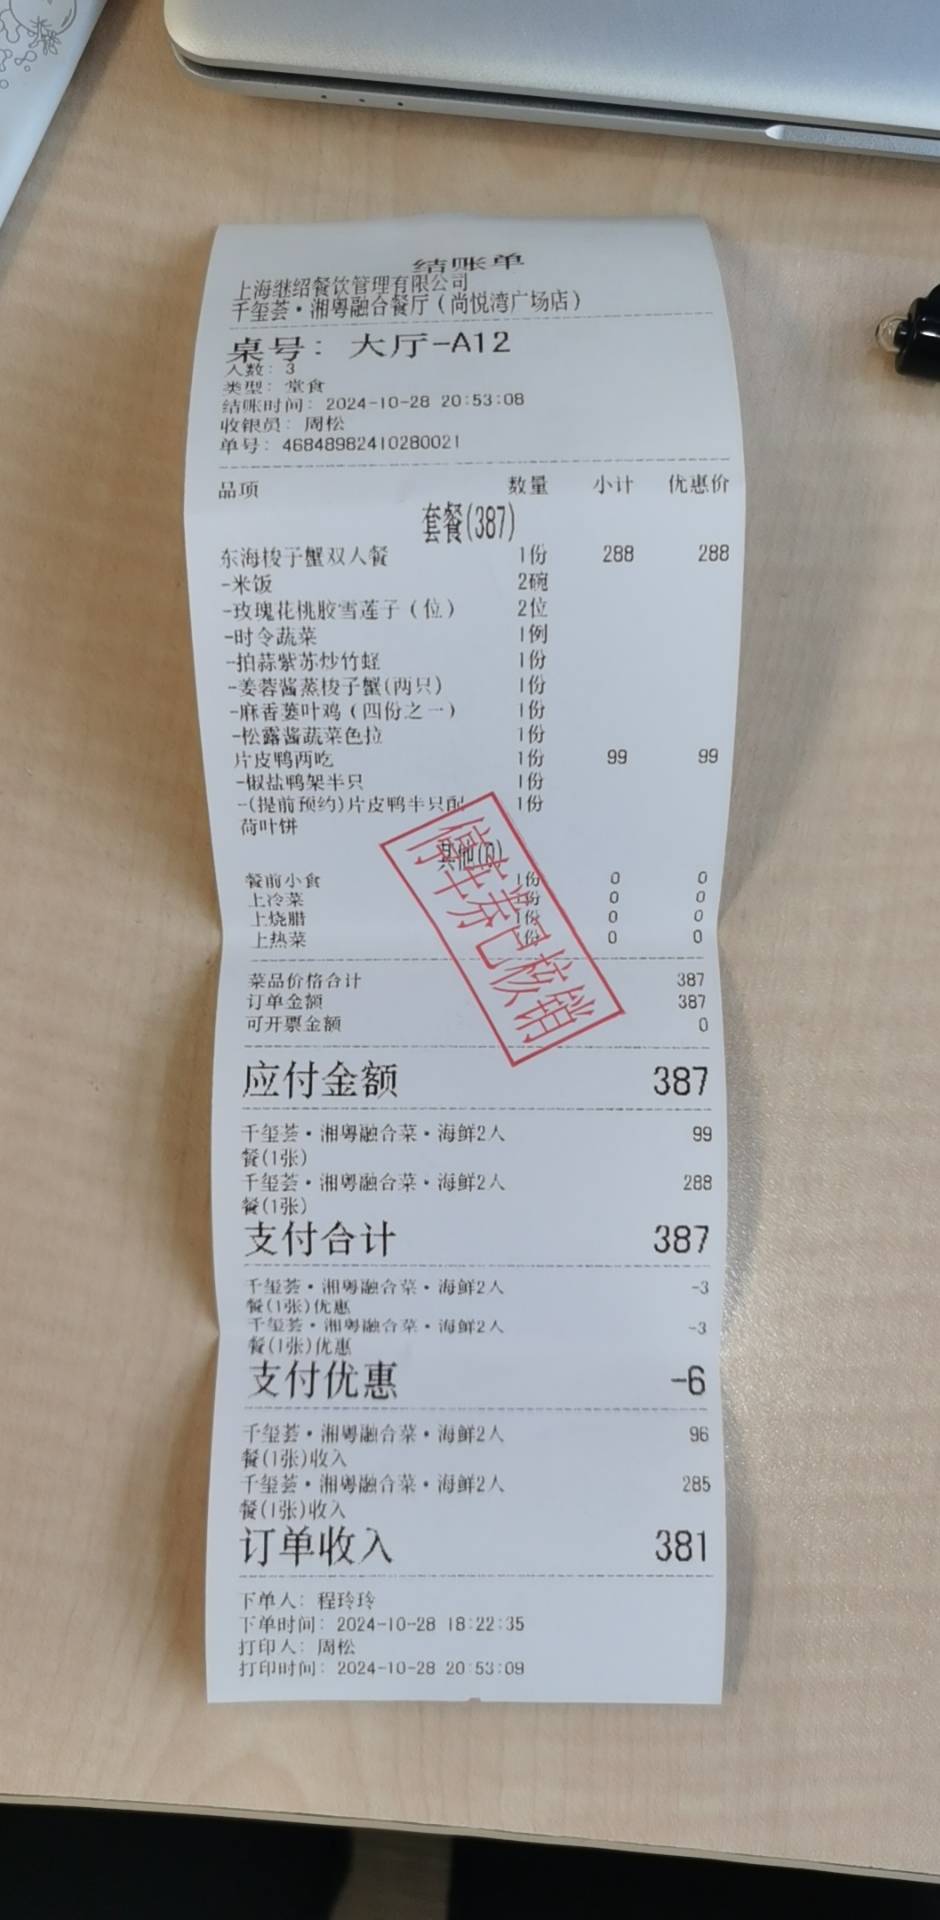 结账单
上海继绍餐饮管理有限公司
千玺荟·湘粤融合餐厅(尚悦湾广场店)
桌号: 大厅-A12
人数: 3
类型: 堂食
结账时间: 2024-10-28 20:53:08
收银员: 周松
单号: 46848982410280021
品项 数量 小计 优惠价
套餐(387)
东海梭子蟹双人餐 1份 288 288
-米饭 2碗
-玫瑰花桃胶雪莲子(位) 2位
-时令蔬菜 1例
-拍蒜紫苏炒竹蛏 1份
-姜蓉酱蒸梭子蟹(两只) 1份
-麻香蒌叶鸡(四份之一) 1份
-松露酱蔬菜色拉 1份
片皮鸭两吃 1份 99 99
-椒盐鸭架半只 1份
-(提前预约)片皮鸭半只配 1份
荷叶饼
其他(0)
餐前小食 1份 0 0
上冷菜 1份 0 0
上烧腊 1份 0 0
上热菜 1份 0 0
停车券已核销
菜品价格合计 387
订单金额 387
可开票金额 0
应付金额 387
千玺荟·湘粤融合菜·海鲜2人 99
餐(1张)
千玺荟·湘粤融合菜·海鲜2人 288
餐(1张)
支付合计 387
千玺荟·湘粤融合菜·海鲜2人 -3
餐(1张)优惠
千玺荟·湘粤融合菜·海鲜2人 -3
餐(1张)优惠
支付优惠 -6
千玺荟·湘粤融合菜·海鲜2人 96
餐(1张)收入
千玺荟·湘粤融合菜·海鲜2人 285
餐(1张)收入
订单收入 381
下单人: 程玲玲
下单时间: 2024-10-28 18:22:35
打印人: 周松
打印时间: 2024-10-28 20:53:09